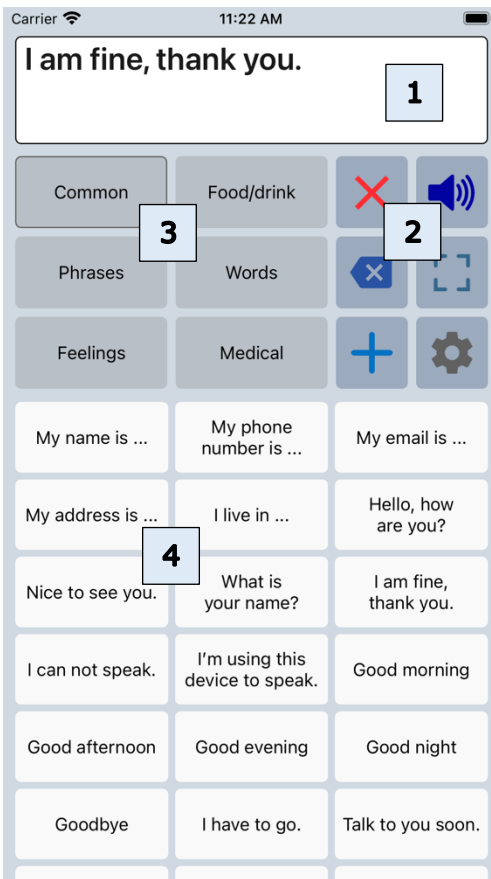 Carrier 11:22 AM
I am fine, thank you.
1
Common Food/drink
3 2
Phrases Words
Feelings Medical
My name is ... My phone number is ... My email is ...
My address is ... I live in ... Hello, how are you?
4
Nice to see you. What is your name? I am fine, thank you.
I can not speak. I'm using this device to speak. Good morning
Good afternoon Good evening Good night
Goodbye I have to go. Talk to you soon.